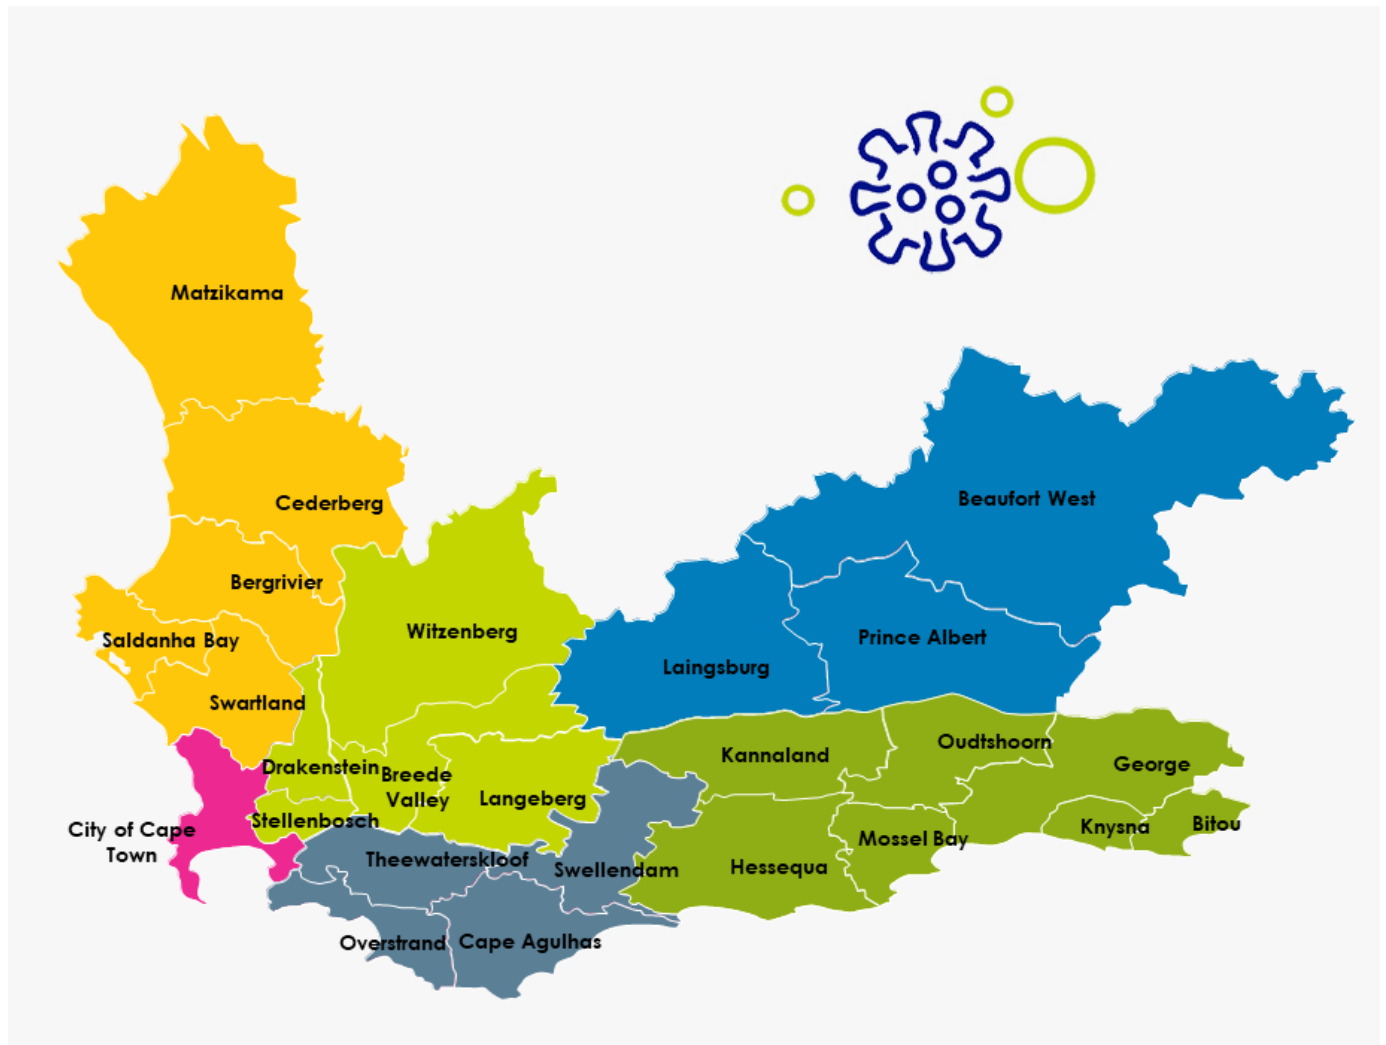 Matzikama
Cederberg
Beaufort West
Bergrivier
Witzenberg
Saldanha Bay
Prince Albert
Laingsburg
Swartland
Oudtshoorn
Kannaland
George
Drakenstein
Breede
Valley
Langeberg
Stellenbosch
City of Cape
Town
Bitou
Knysna
Mossel Bay
Theewaterskloof
Swellendam
Hessequa
Overstrand
Cape Agulhas